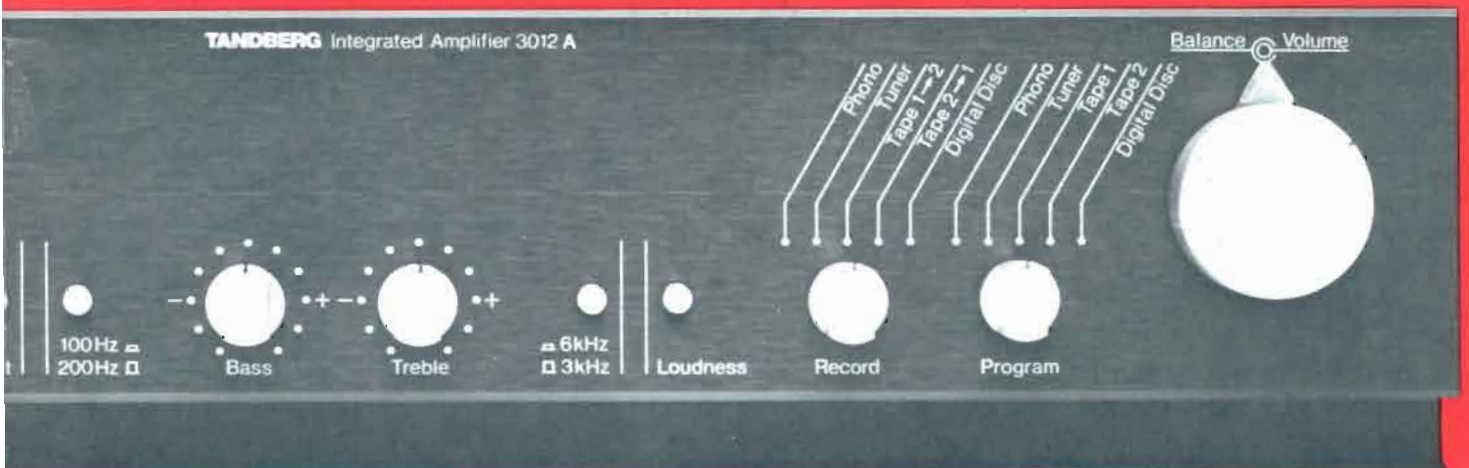 TANDBERG Integrated Amplifier 3012 A
Balance Volume
Phono
Tuner
Tape 1→2
Tape 2→1
Digital Disc
Phono
Tuner
Tape 1
Tape 2
Digital Disc
- + - +
100Hz
200Hz
Bass
Treble
6kHz
3kHz
Loudness
Record
Program
t